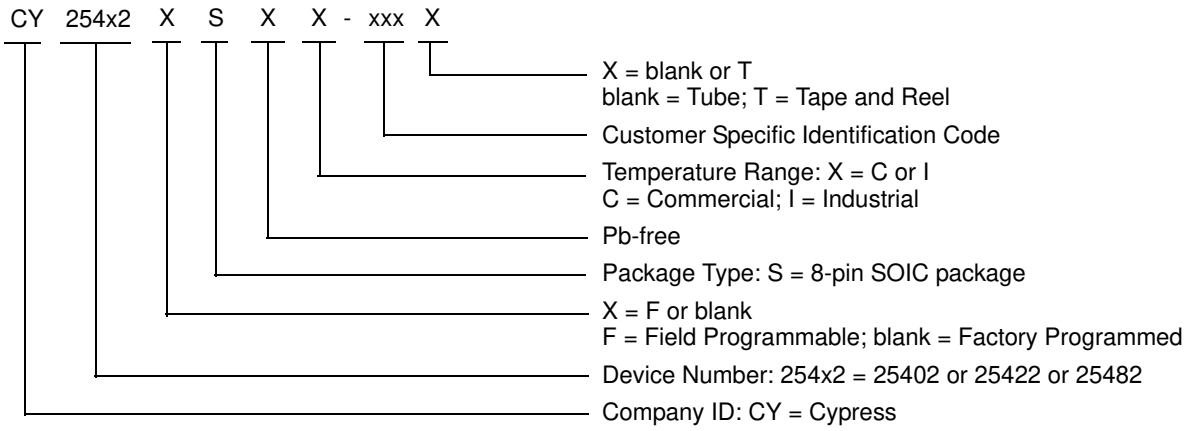 CY 254x2 X S X X - xxx X
X = blank or T
blank = Tube; T = Tape and Reel
Customer Specific Identification Code
Temperature Range: X = C or I
C = Commercial; I = Industrial
Pb-free
Package Type: S = 8-pin SOIC package
X = F or blank
F = Field Programmable; blank = Factory Programmed
Device Number: 254x2 = 25402 or 25422 or 25482
Company ID: CY = Cypress